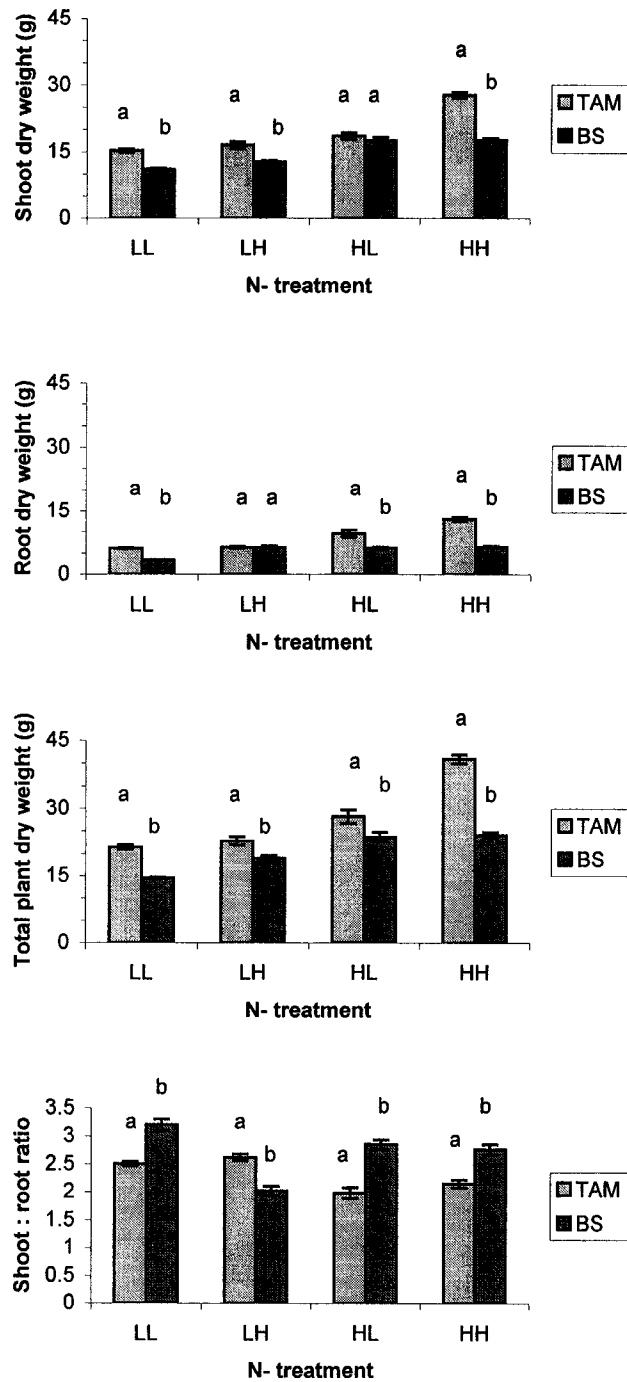 Shoot dry weight (g)
45
30
15
0
a b a b a a a b
LL LH HL HH
N- treatment
TAM
BS
Root dry weight (g)
45
30
15
0
a b a a a b a b
LL LH HL HH
N- treatment
TAM
BS
Total plant dry weight (g)
45
30
15
0
a b a b a b a b
LL LH HL HH
N- treatment
TAM
BS
Shoot : root ratio
3.5
3
2.5
2
1.5
1
0.5
0
a b a b a b a b
LL LH HL HH
N- treatment
TAM
BS